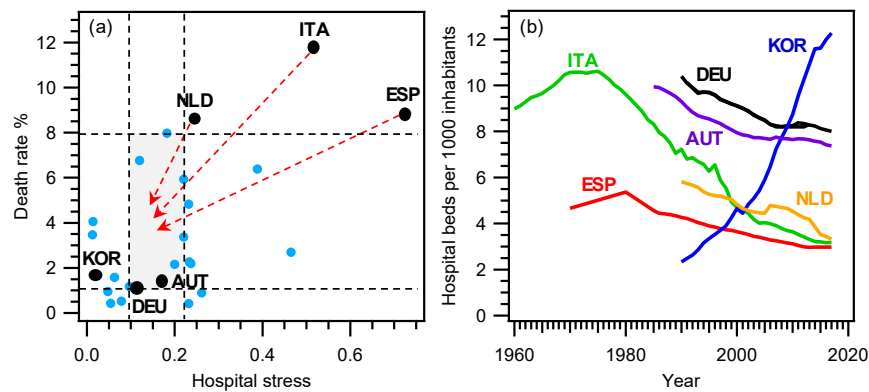 (a)
ITA
NLD
ESP
KOR
DEU
AUT
Death rate %
12
10
8
6
4
2
0
0.0
0.2
0.4
0.6
Hospital stress
(b)
KOR
ITA
DEU
AUT
ESP
NLD
Hospital beds per 1000 inhabitants
12
10
8
6
4
2
0
1960
1980
2000
2020
Year